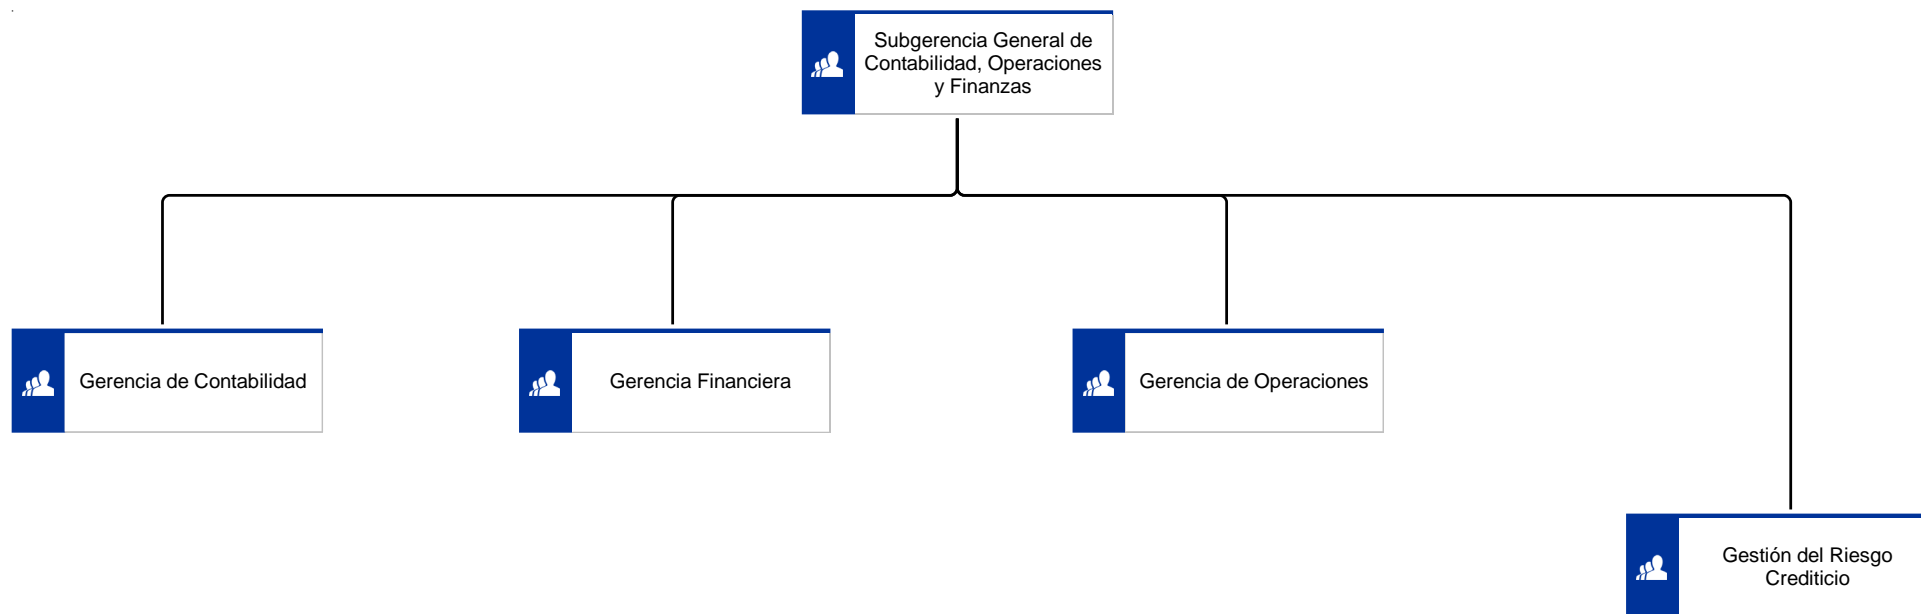 Subgerencia General de
Contabilidad, Operaciones
y Finanzas
Gerencia de Contabilidad
Gerencia Financiera
Gerencia de Operaciones
Gestión del Riesgo
Crediticio